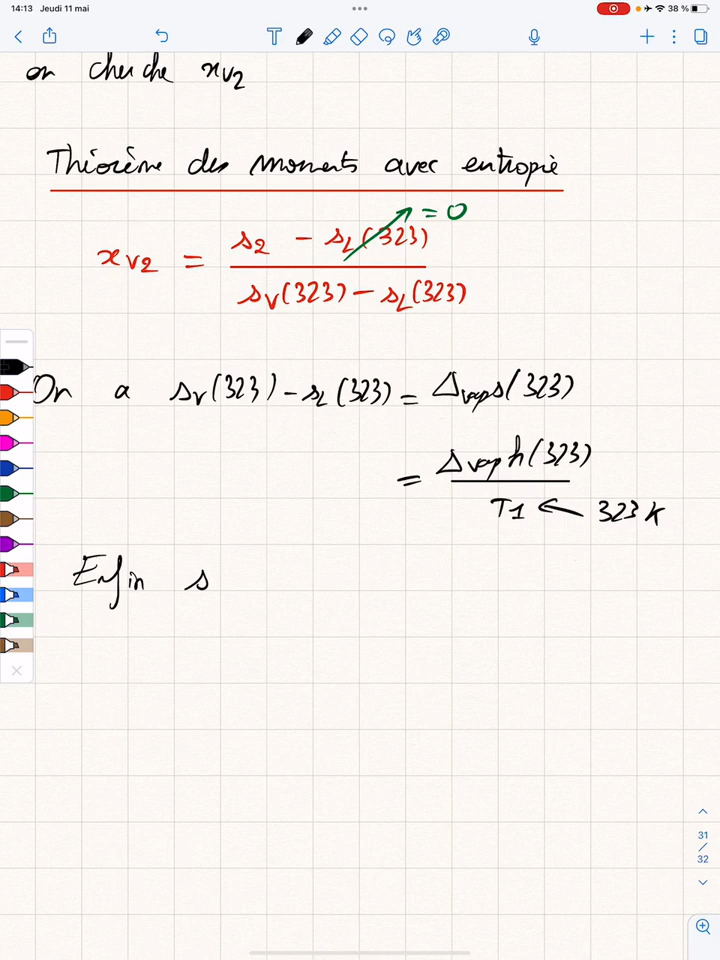 14:13 Jeudi 11 mai
38 %
on cherche xv2
Théorème des moments avec entropie
xv2 = (s2 - sL(323)) / (sv(323) - sL(323))
= 0
On a sv(323) - sL(323) = Δvap s(323)
= Δvap h(323) / T1 ← 323 K
Enfin s
31
/
32